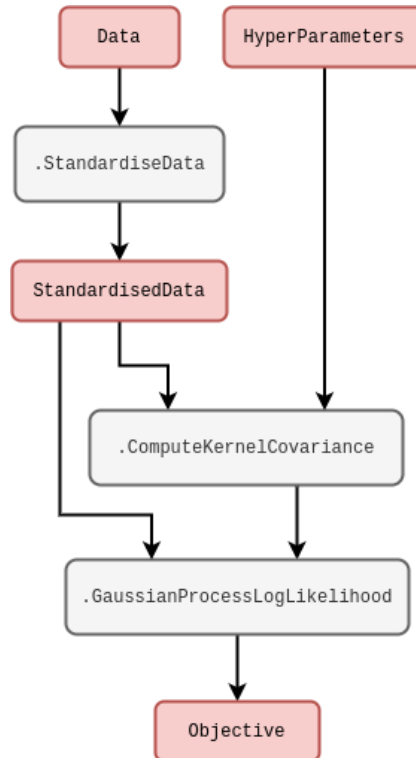 Data
HyperParameters
.StandardiseData
StandardisedData
.ComputeKernelCovariance
.GaussianProcessLogLikelihood
Objective